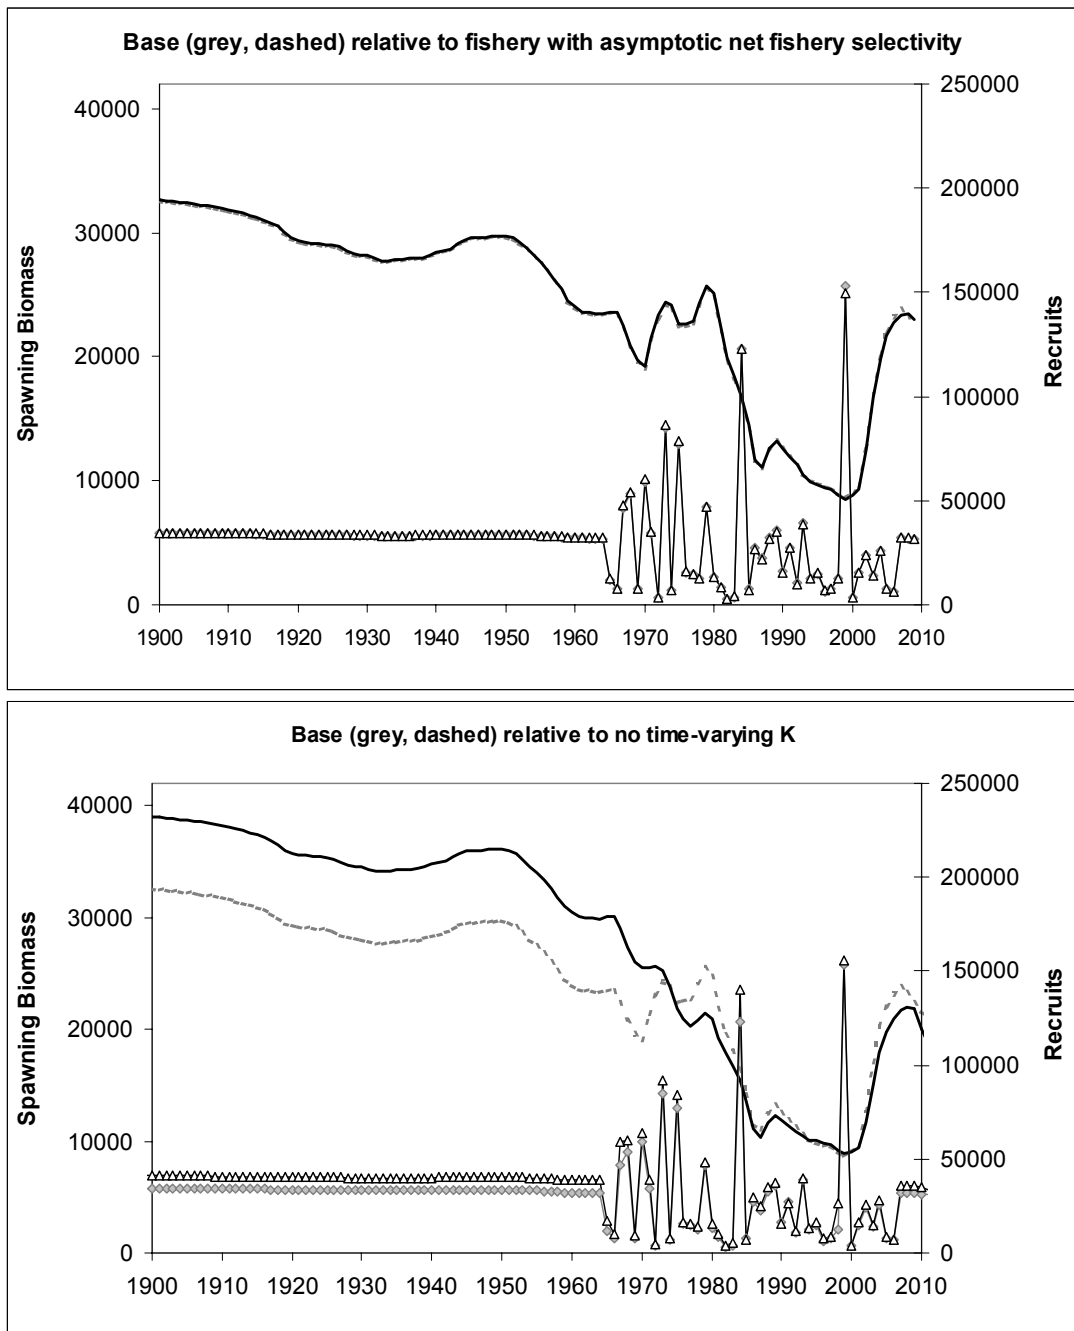 Base (grey, dashed) relative to fishery with asymptotic net fishery selectivity
40000
30000
20000
10000
0
Spawning Biomass
250000
200000
150000
100000
50000
0
Recruits
1900 1910 1920 1930 1940 1950 1960 1970 1980 1990 2000 2010
Base (grey, dashed) relative to no time-varying K
40000
30000
20000
10000
0
Spawning Biomass
250000
200000
150000
100000
50000
0
Recruits
1900 1910 1920 1930 1940 1950 1960 1970 1980 1990 2000 2010